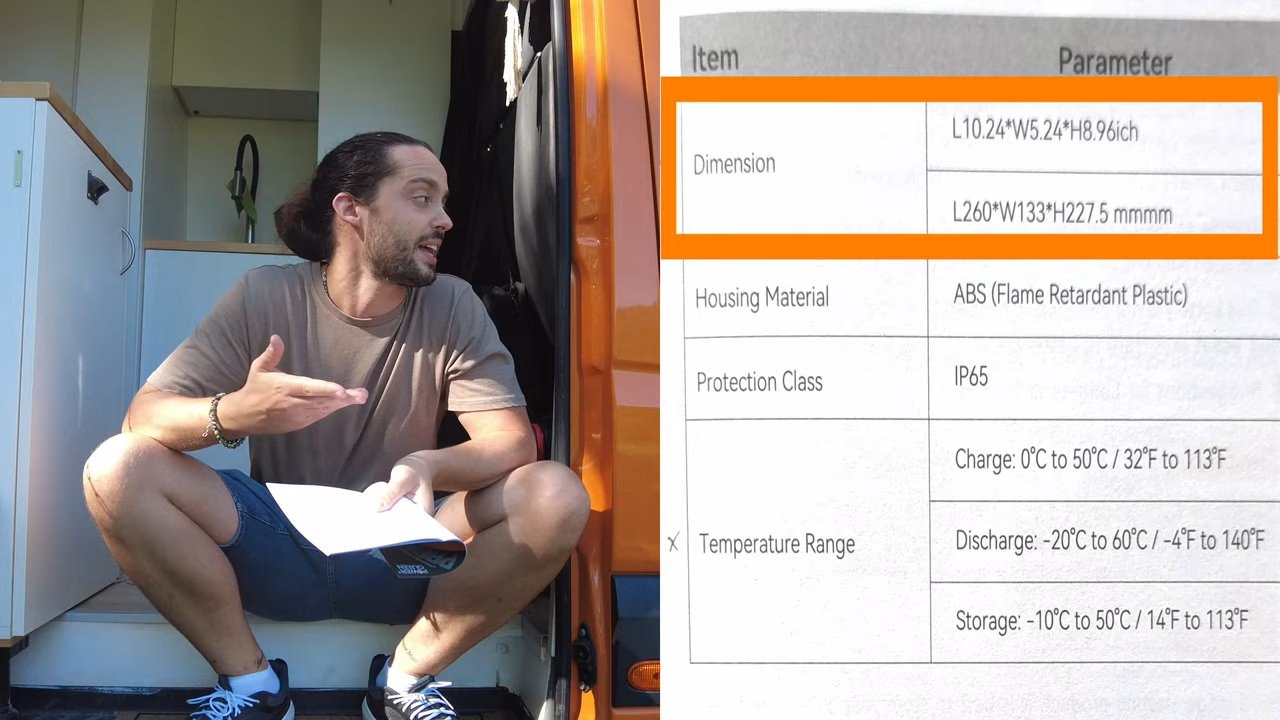 Item Parameter
Dimension
L10.24*W5.24*H8.96ich
L260*W133*H227.5 mmmm
Housing Material ABS (Flame Retardant Plastic)
Protection Class IP65
Temperature Range
Charge: 0°C to 50°C / 32°F to 113°F
Discharge: -20°C to 60°C / -4°F to 140°F
Storage: -10°C to 50°C / 14°F to 113°F
POWER
QUEEN